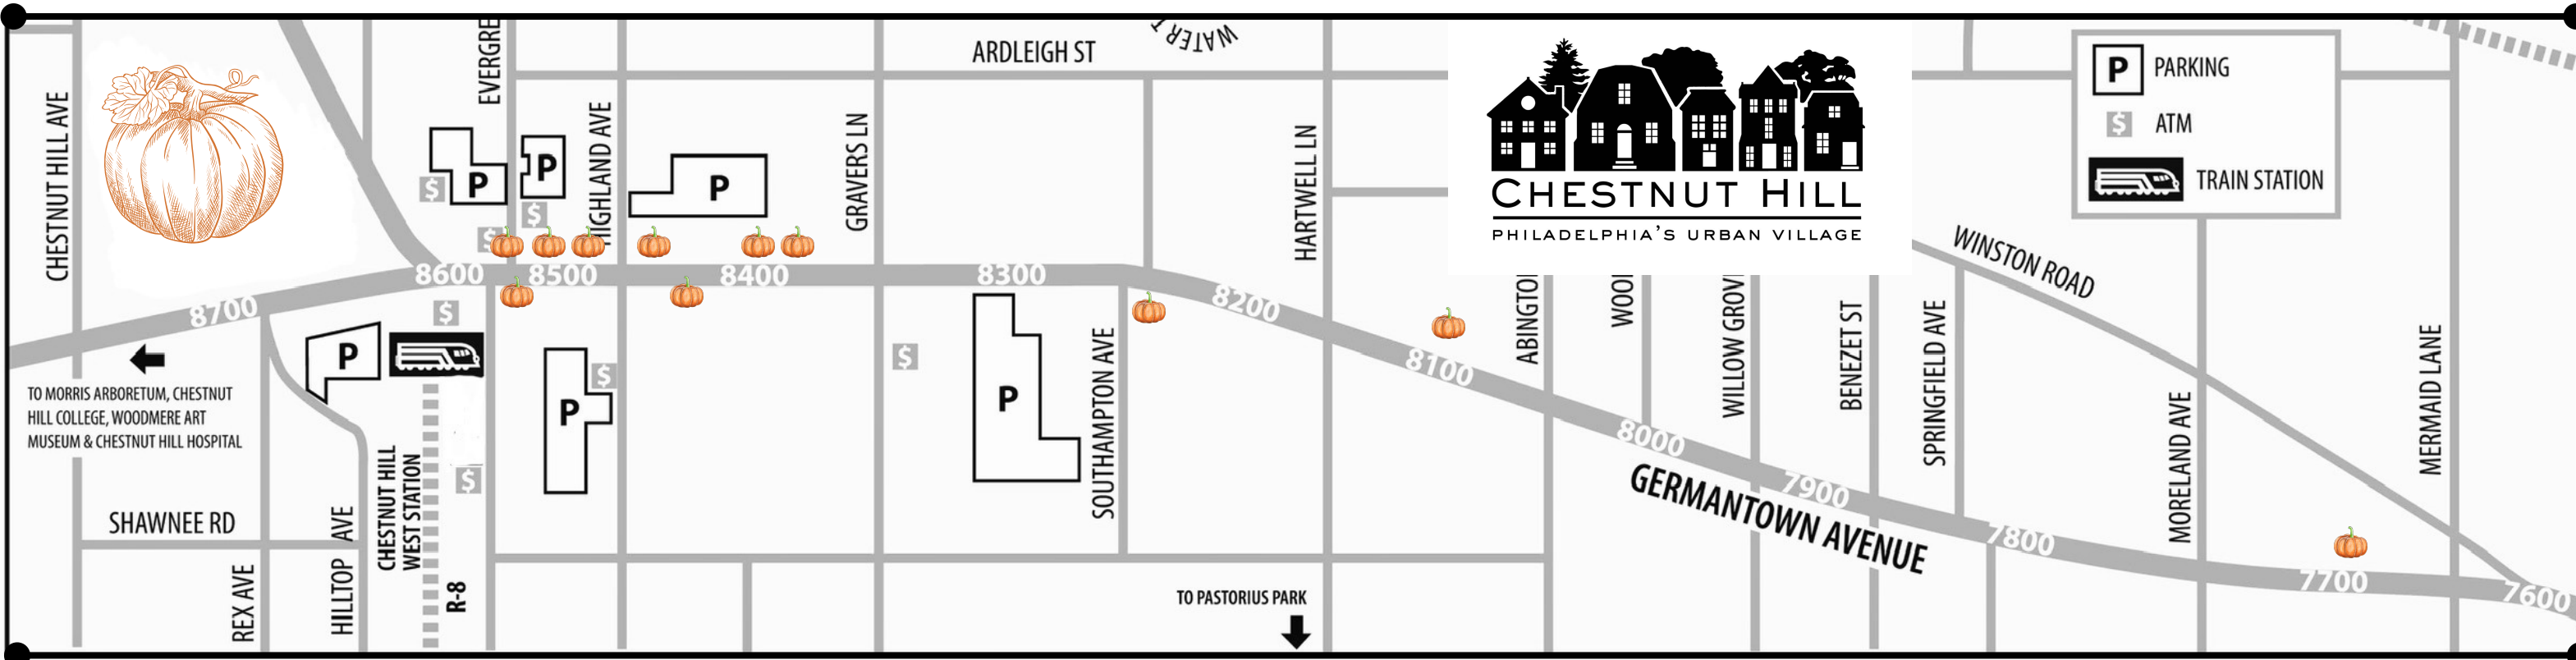 CHESTNUT HILL AVE
EVERGRE
HIGHLAND AVE
GRAVERS LN
ARDLEIGH ST
WATER T
HARTWELL LN
CHESTNUT HILL
PHILADELPHIA'S URBAN VILLAGE
P PARKING
$ ATM
TRAIN STATION
P
P
P
$
$
$
8700
8600
8500
8400
8300
8200
8100
8000
7900
7800
7700
7600
WINSTON ROAD
ABINGTO
WOO
WILLOW GROV
BENEZET ST
SPRINGFIELD AVE
MORELAND AVE
MERMAID LANE
GERMANTOWN AVENUE
TO MORRIS ARBORETUM, CHESTNUT
HILL COLLEGE, WOODMERE ART
MUSEUM & CHESTNUT HILL HOSPITAL
P
$
P
$
$
P
SOUTHAMPTON AVE
$
SHAWNEE RD
REX AVE
HILLTOP AVE
CHESTNUT HILL
WEST STATION
R-8
TO PASTORIUS PARK